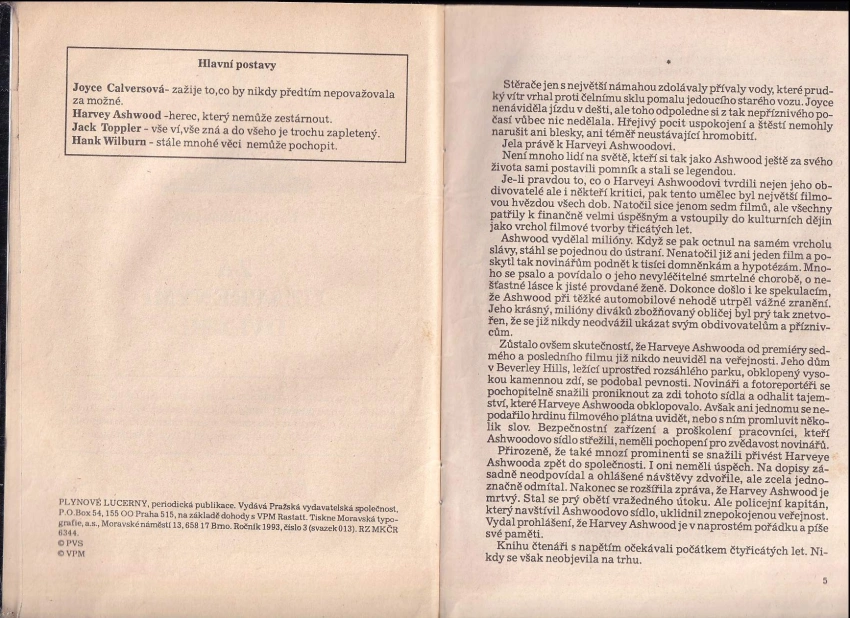 Hlavní postavy
Joyce Calversová- zažije to,co by nikdy předtím nepovažovala
za možné.
Harvey Ashwood -herec, který nemůže zestárnout.
Jack Toppler - vše ví,vše zná a do všeho je trochu zapletený.
Hank Wilburn - stále mnohé věci nemůže pochopit.
PLYNOVÉ LUCERNY, periodická publikace. Vydává Pražská vydavatelská společnost,
P.O.Box 54, 155 OO Praha 515, na základě dohody s VPM Rastatt. Tiskne Moravská typo-
grafie, a.s., Moravské náměstí 13, 658 17 Brno. Ročník 1993, číslo 3 (svazek 013). RZ MKČR
6344.
© PVS
© VPM
*
Stěrače jen s největší námahou zdolávaly přívaly vody, které prud-
ký vítr vrhal proti čelnímu sklu pomalu jedoucího starého vozu. Joyce
nenáviděla jízdu v dešti, ale toho odpoledne si z tak nepříznivého po-
časí vůbec nic nedělala. Hřejivý pocit uspokojení a štěstí nemohly
narušit ani blesky, ani téměř neustávající hromobití.
Jela právě k Harveyi Ashwoodovi.
Není mnoho lidí na světě, kteří si tak jako Ashwood ještě za svého
života sami postavili pomník a stali se legendou.
Je-li pravdou to, co o Harveyi Ashwoodovi tvrdili nejen jeho ob-
divovatelé ale i někteří kritici, pak tento umělec byl největší filmo-
vou hvězdou všech dob. Natočil sice jenom sedm filmů, ale všechny
patřily k finančně velmi úspěšným a vstoupily do kulturních dějin
jako vrchol filmové tvorby třicátých let.
Ashwood vydělal milióny. Když se pak octnul na samém vrcholu
slávy, stáhl se pojednou do ústraní. Nenatočil již ani jeden film a po-
skytl tak novinářům podnět k tisíci domněnkám a hypotézám. Mno-
ho se psalo a povídalo o jeho nevyléčitelné smrtelné chorobě, o ne-
šťastné lásce k jisté provdané ženě. Dokonce došlo i ke spekulacím,
že Ashwood při těžké automobilové nehodě utrpěl vážné zranění.
Jeho krásný, milióny diváků zbožňovaný obličej byl prý tak znetvo-
řen, že se již nikdy neodvážil ukázat svým obdivovatelům a přízniv-
cům.
Zůstalo ovšem skutečností, že Harveye Ashwooda od premiéry sed-
mého a posledního filmu již nikdo neuviděl na veřejnosti. Jeho dům
v Beverley Hills, ležící uprostřed rozsáhlého parku, obklopený vyso-
kou kamennou zdí, se podobal pevnosti. Novináři a fotoreportéři se
pochopitelně snažili proniknout za zdi tohoto sídla a odhalit tajem-
ství, které Harveye Ashwooda obklopovalo. Avšak ani jednomu se ne-
podařilo hrdinu filmového plátna uvidět, nebo s ním promluvit něko-
lik slov. Bezpečnostní zařízení a proškolení pracovníci, kteří
Ashwoodovo sídlo střežili, neměli pochopení pro zvědavost novinářů.
Přirozeně, že také mnozí prominenti se snažili přivést Harveye
Ashwooda zpět do společnosti. I oni neměli úspěch. Na dopisy zá-
sadně neodpovídal a ohlášené návštěvy zdvořile, ale zcela jedno-
značně odmítal. Nakonec se rozšířila zpráva, že Harvey Ashwood je
mrtvý. Stal se prý obětí vražedného útoku. Ale policejní kapitán,
který navštívil Ashwoodovo sídlo, uklidnil znepokojenou veřejnost.
Vydal prohlášení, že Harvey Ashwood je v naprostém pořádku a píše
své paměti.
Knihu čtenáři s napětím očekávali počátkem čtyřicátých let. Ni-
kdy se však neobjevila na trhu.
5